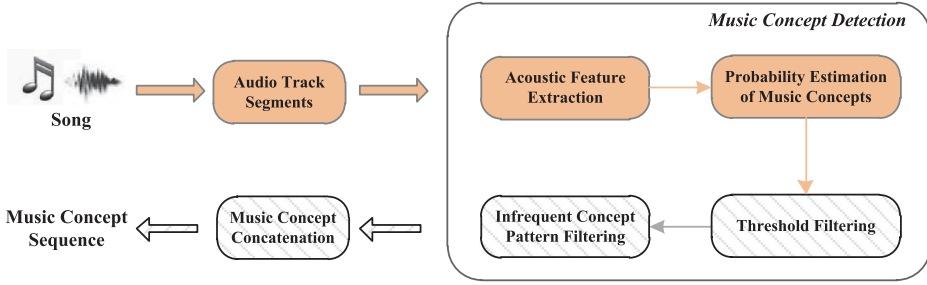 Music Concept Detection
Song
Audio Track
Segments
Acoustic Feature
Extraction
Probability Estimation
of Music Concepts
Threshold Filtering
Infrequent Concept
Pattern Filtering
Music Concept
Concatenation
Music Concept
Sequence